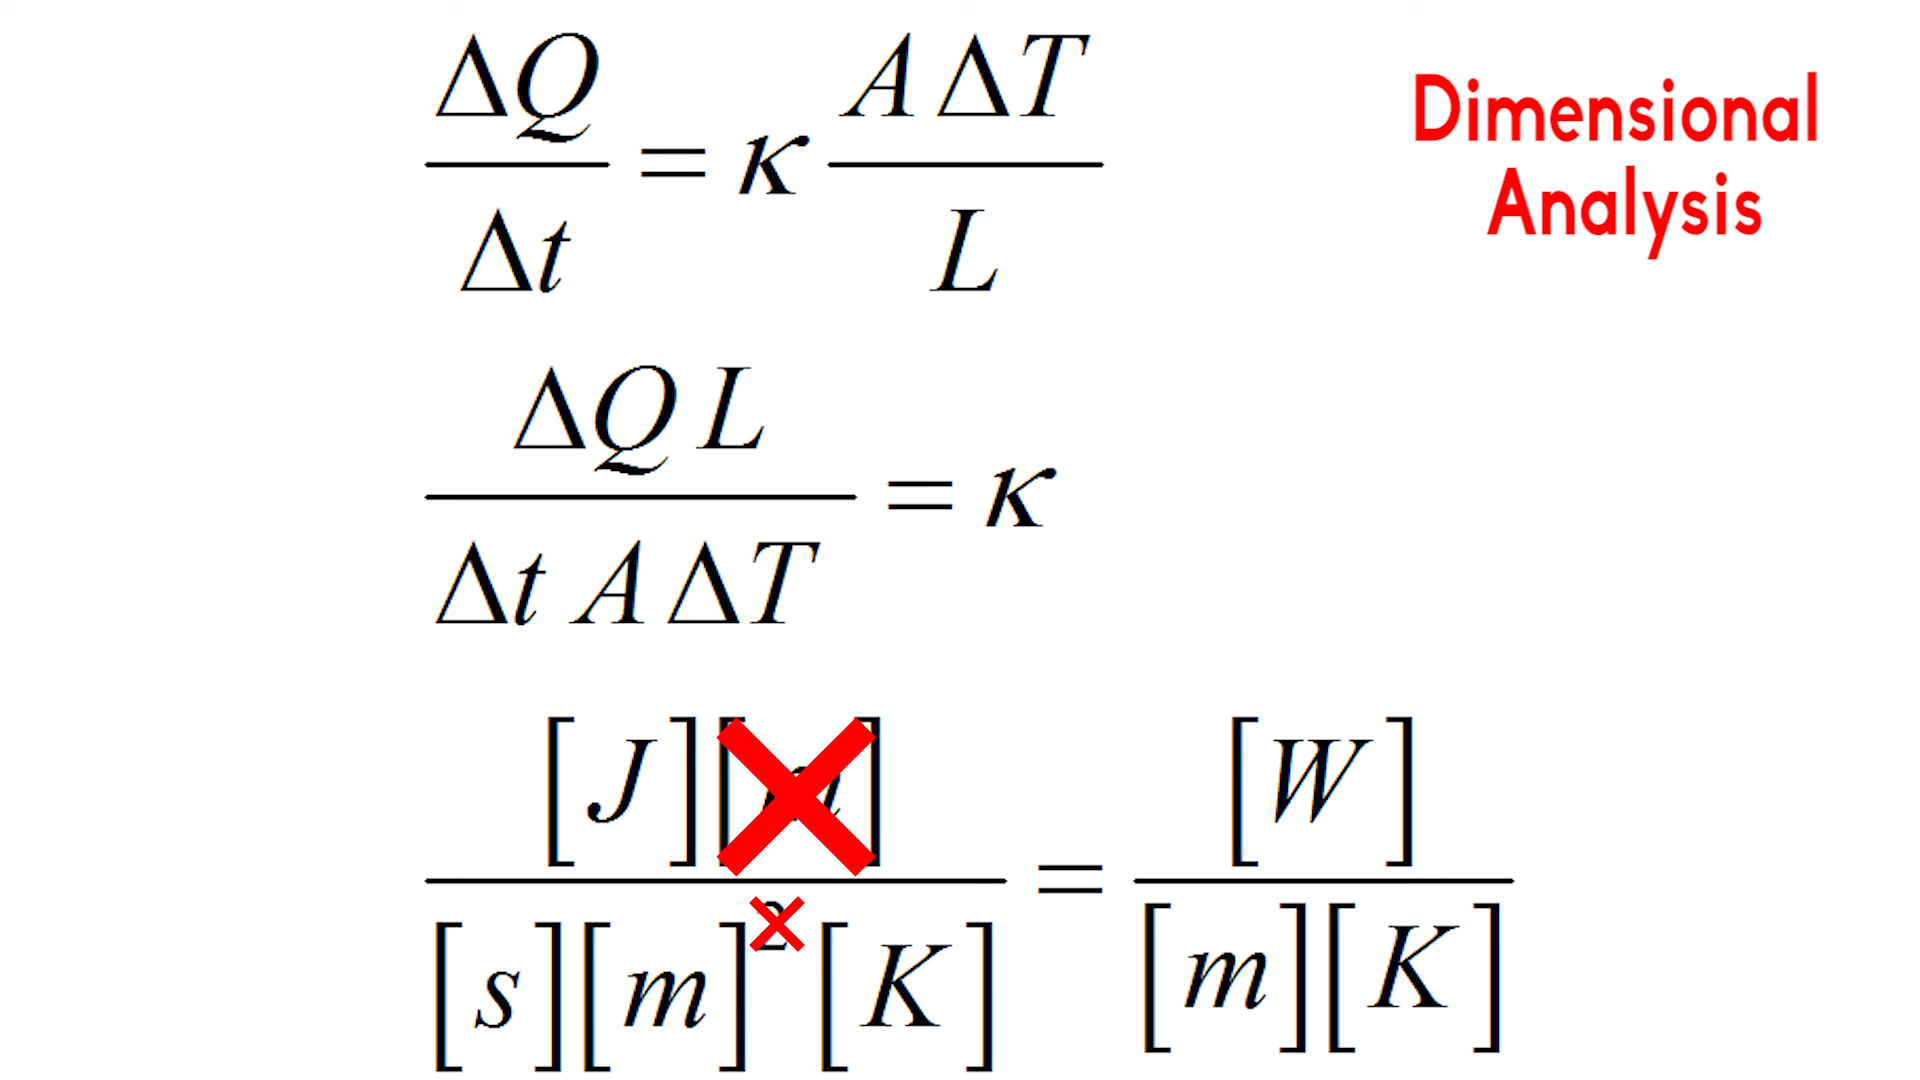 Dimensional
Analysis
ΔQ/Δt = κ A ΔT/L
ΔQ L/Δt A ΔT = κ
[J][m]/[s][m]²[K] = [W]/[m][K]